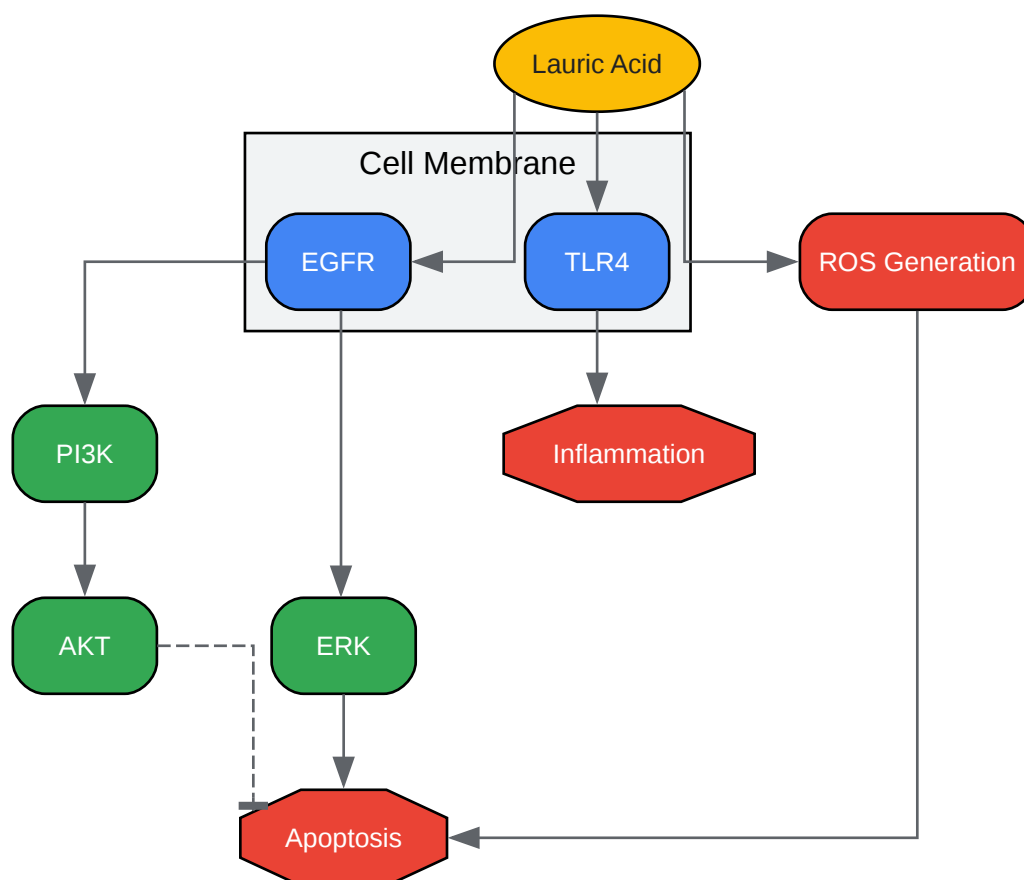 Lauric Acid
Cell Membrane
EGFR
TLR4
ROS Generation
PI3K
Inflammation
AKT
ERK
Apoptosis